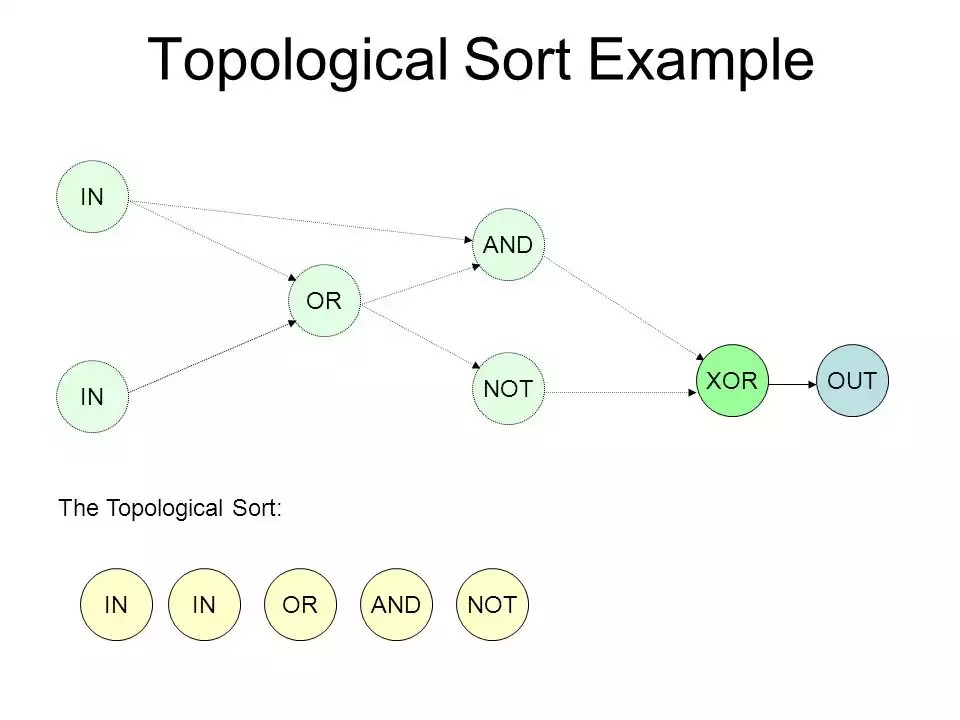 Topological Sort Example
IN
AND
OR
IN
NOT
XOR
OUT
The Topological Sort:
IN IN OR AND NOT